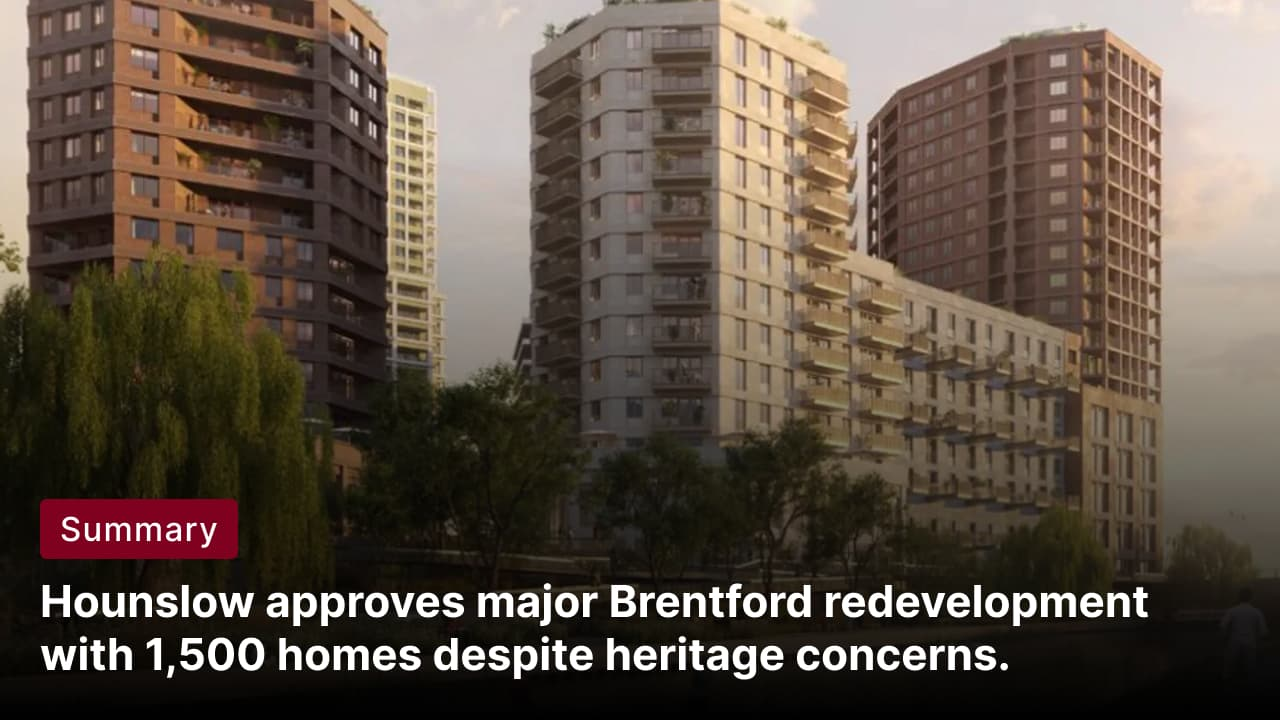 Summary
Hounslow approves major Brentford redevelopment
with 1,500 homes despite heritage concerns.